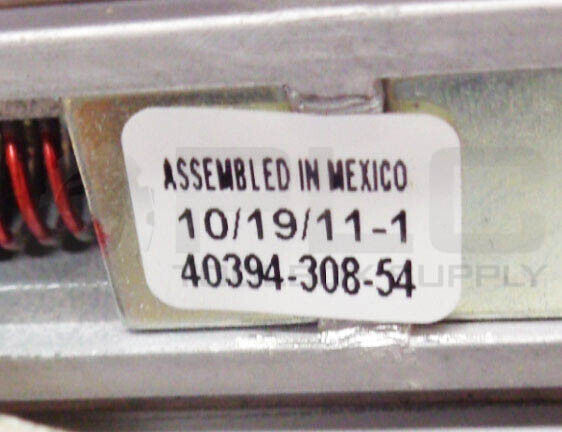 ASSEMBLED IN MEXICO
10/19/11-1
40394-308-54